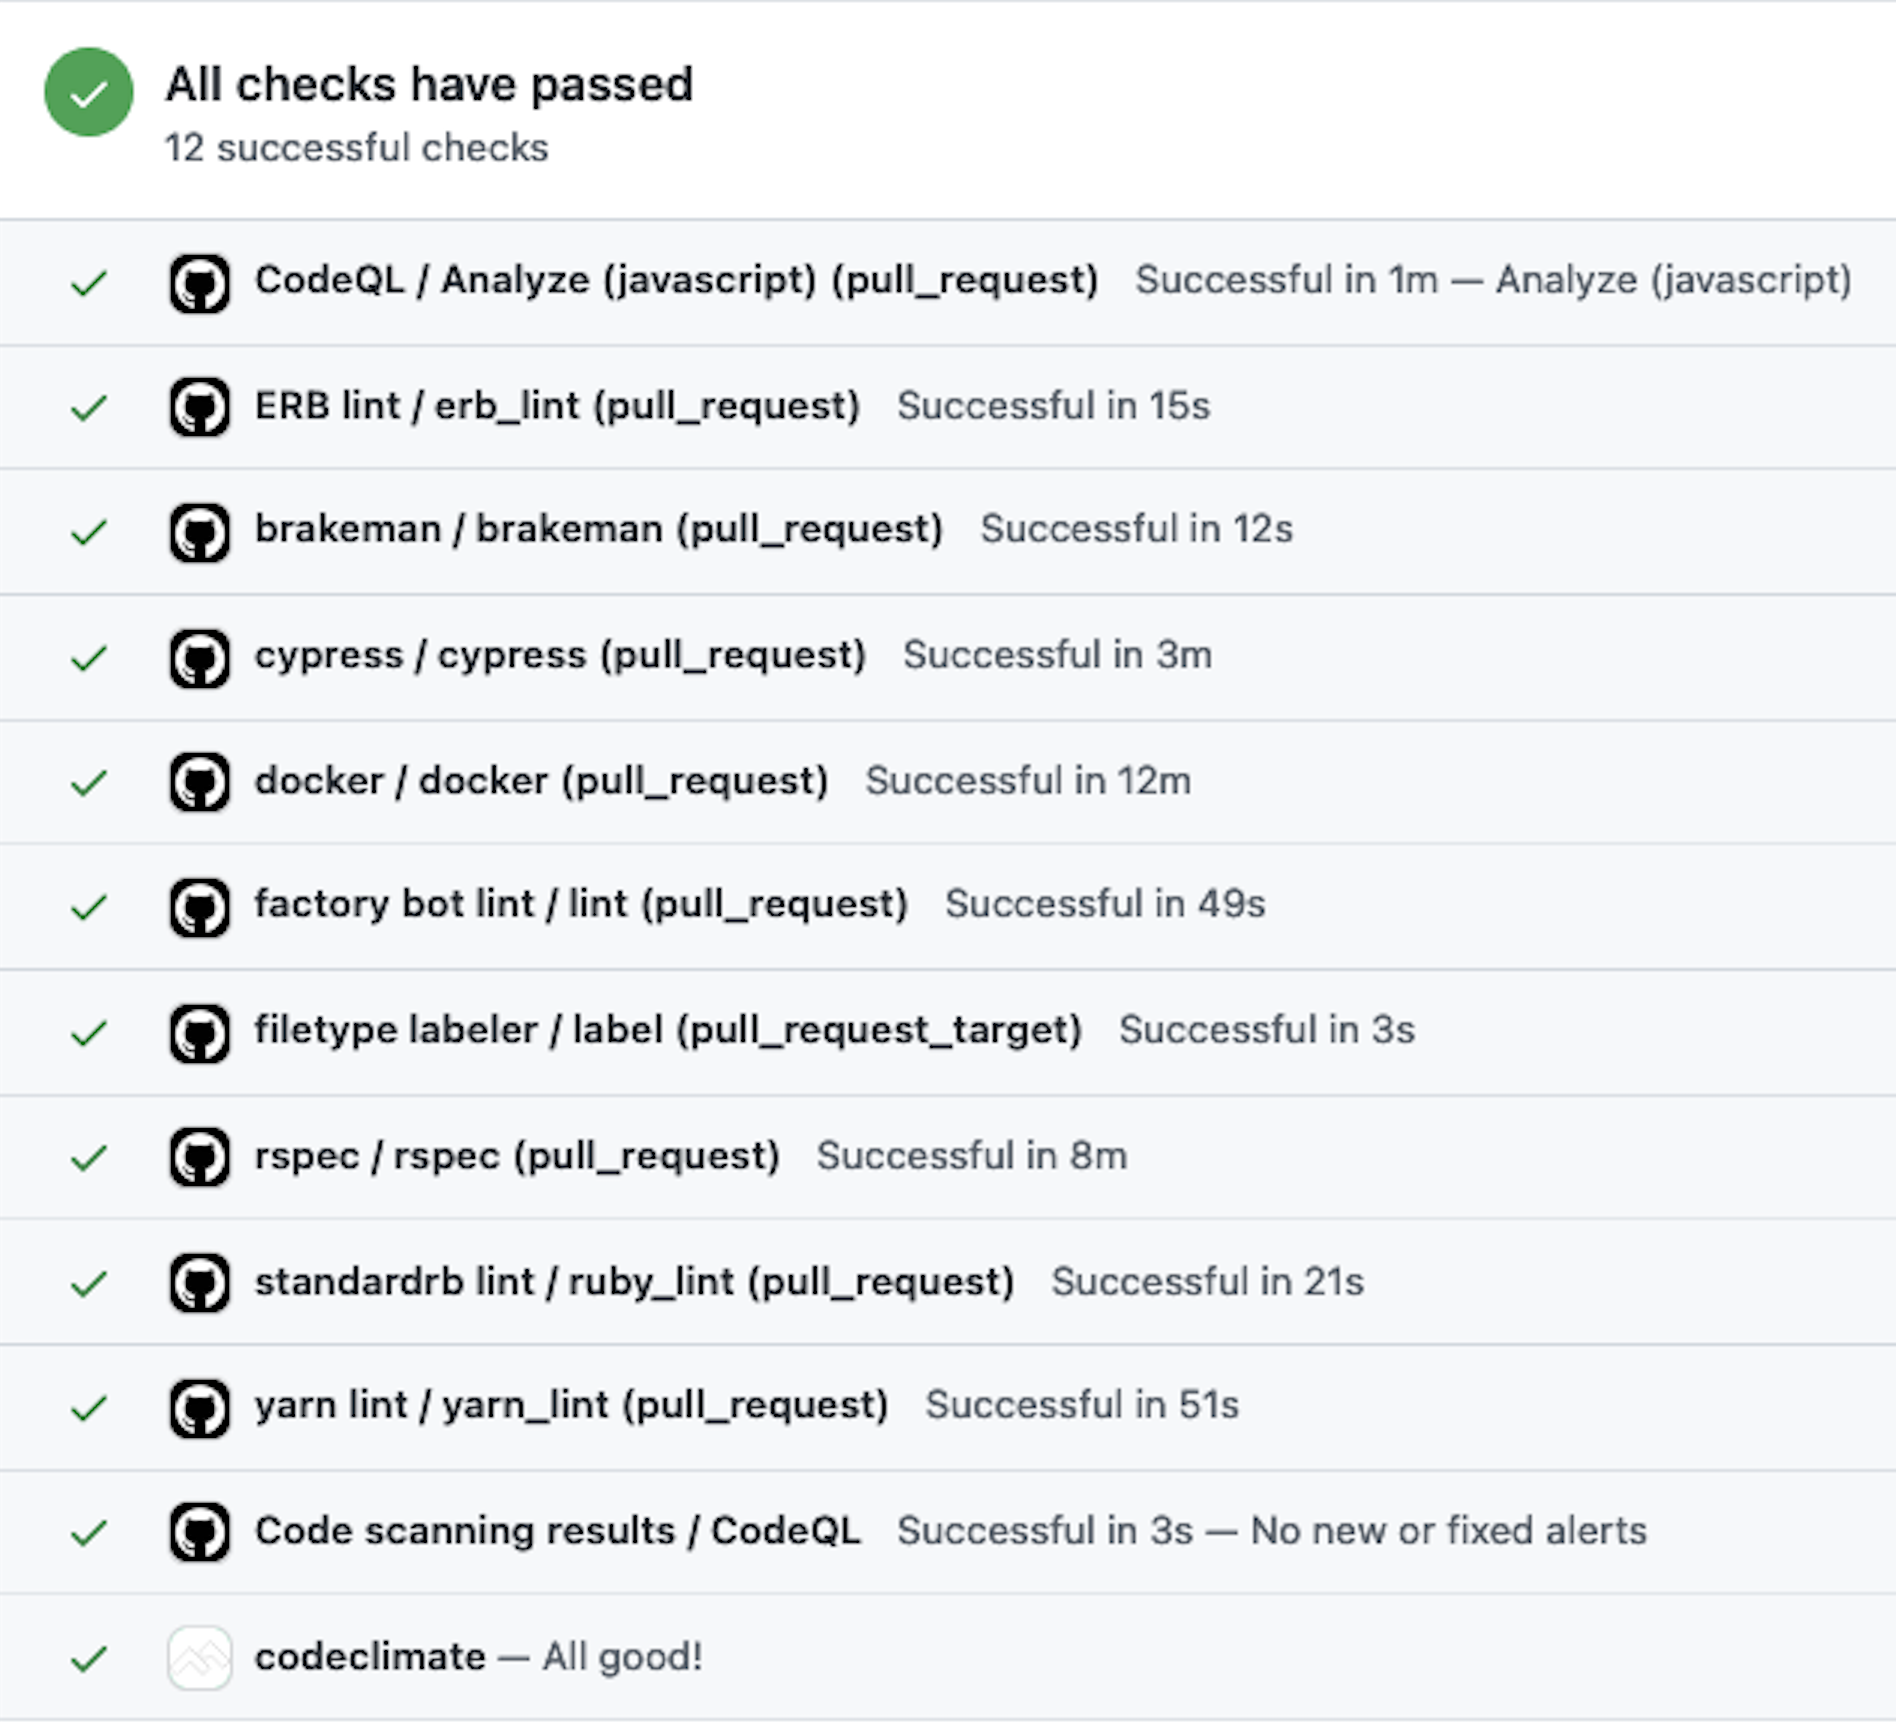 All checks have passed
12 successful checks
CodeQL / Analyze (javascript) (pull_request) Successful in 1m — Analyze (javascript)
ERB lint / erb_lint (pull_request) Successful in 15s
brakeman / brakeman (pull_request) Successful in 12s
cypress / cypress (pull_request) Successful in 3m
docker / docker (pull_request) Successful in 12m
factory bot lint / lint (pull_request) Successful in 49s
filetype labeler / label (pull_request_target) Successful in 3s
rspec / rspec (pull_request) Successful in 8m
standardrb lint / ruby_lint (pull_request) Successful in 21s
yarn lint / yarn_lint (pull_request) Successful in 51s
Code scanning results / CodeQL Successful in 3s — No new or fixed alerts
codeclimate — All good!